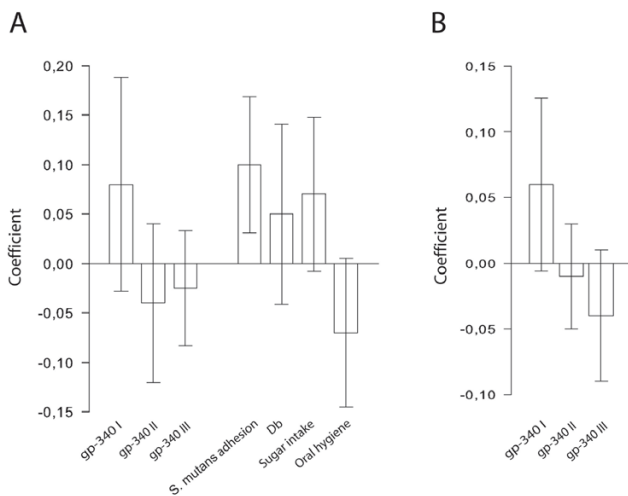 A
Coefficient
0,20
0,15
0,10
0,05
0,00
-0,05
-0,10
-0,15
gp-340 I
gp-340 II
gp-340 III
S. mutans adhesion
Db
Sugar intake
Oral hygiene
B
Coefficient
0,15
0,10
0,05
0,00
-0,05
-0,10
gp-340 I
gp-340 II
gp-340 III